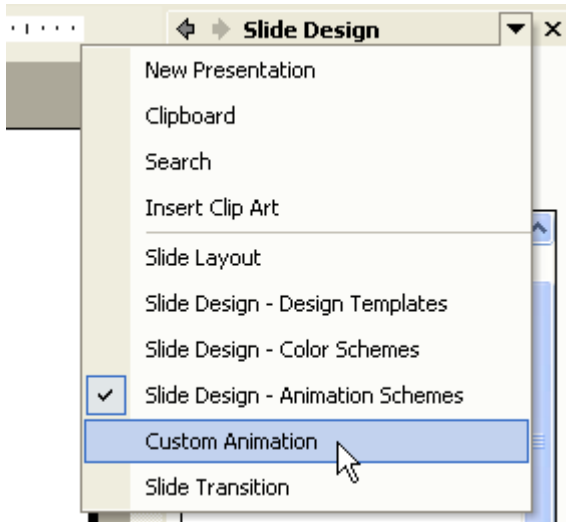 Slide Design
New Presentation
Clipboard
Search
Insert Clip Art
Slide Layout
Slide Design - Design Templates
Slide Design - Color Schemes
Slide Design - Animation Schemes
Custom Animation
Slide Transition